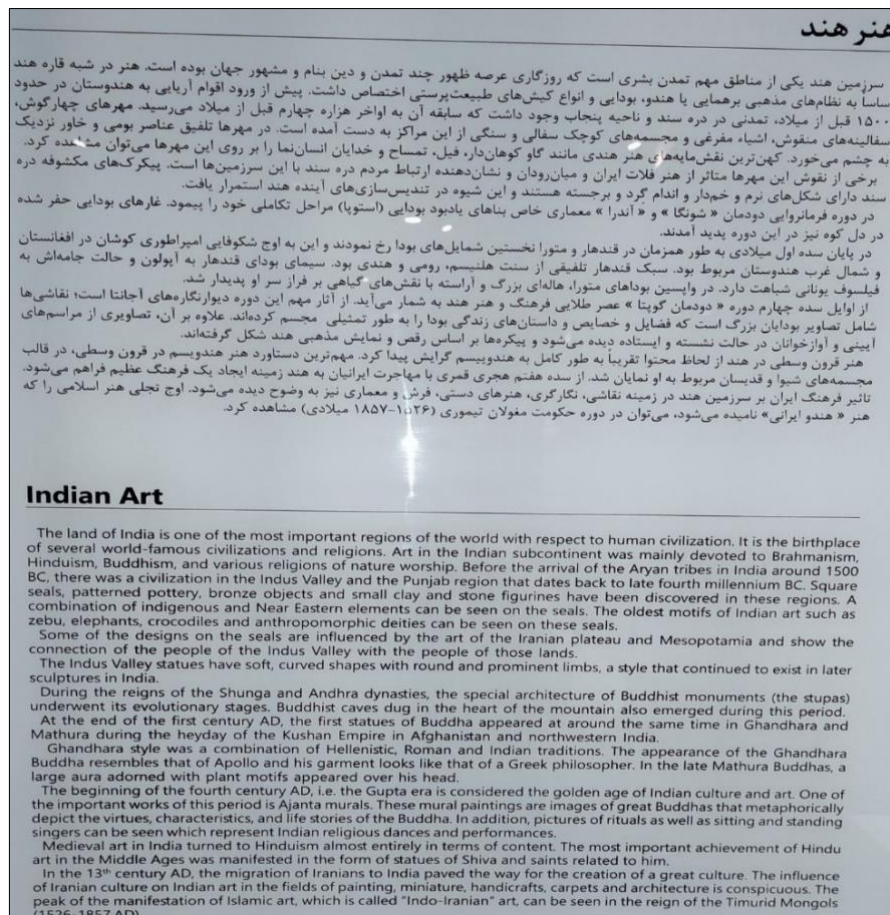 هنر هند
سرزمین هند یکی از مناطق مهم تمدن بشری است که روزگاری عرصه ظهور چند تمدن و دین بنام و مشهور جهان بوده است. هنر در شبه قاره هند
اساساً به نظام‌های مذهبی برهمایی یا هندو، بودایی و انواع کیش‌های طبیعت‌پرستی اختصاص داشت. پیش از ورود اقوام آریایی به هندوستان در حدود
۱۵۰۰ قبل از میلاد، تمدنی در دره سند و ناحیه پنجاب وجود داشت که سابقه آن به اواخر هزاره چهارم قبل از میلاد می‌رسید. مهرهای چهارگوش،
سفالینه‌های منقوش، اشیاء مفرغی و مجسمه‌های کوچک سفالی و سنگی از این مراکز به دست آمده است. در مهرها تلفیق عناصر بومی و خاور نزدیک
به چشم می‌خورد. کهن‌ترین نقش‌مایه‌های هنر هندی مانند گاو کوهان‌دار، فیل، تمساح و خدایان انسان‌نما را بر روی این مهرها می‌توان مشاهده کرد.
برخی از نقوش این مهرها متاثر از هنر فلات ایران و میان‌رودان و نشان‌دهنده ارتباط مردم دره سند با این سرزمین‌ها است. پیکرک‌های مکشوفه دره
سند دارای شکل‌های نرم و خم‌دار و اندام گرد و برجسته هستند و این شیوه در تندیس‌سازی‌های آینده هند استمرار یافت.
در دوره فرمانروایی دودمان « شونگا » و « آندرا » معماری خاص بناهای یادبود بودایی (استوپا) مراحل تکاملی خود را پیمود. غارهای بودایی حفر شده
در دل کوه نیز در این دوره پدید آمدند.
در پایان سده اول میلادی به طور همزمان در قندهار و متورا نخستین شمایل‌های بودا رخ نمودند و این به اوج شکوفایی امپراطوری کوشان در افغانستان
و شمال غرب هندوستان مربوط بود. سبک قندهار تلفیقی از سنت هلنیسم، رومی و هندی بود. سیمای بودای قندهار به آپولون و حالت جامه‌اش به
فیلسوف یونانی شباهت دارد. در واپسین بوداهای متورا، هاله‌ای بزرگ و آراسته با نقش‌های گیاهی بر فراز سر او پدیدار شد.
از اوایل سده چهارم دوره « دودمان گوپتا » عصر طلایی فرهنگ و هنر هند به شمار می‌آید. از آثار مهم این دوره دیوارنگاره‌های آجانتا است؛ نقاشی‌ها
شامل تصاویر بودایان بزرگ است که فضایل و خصایص و داستان‌های زندگی بودا را به طور تمثیلی مجسم کرده‌اند. علاوه بر آن، تصاویری از مراسم‌های
آیینی و آوازخوانان در حالت نشسته و ایستاده دیده می‌شود و پیکره‌ها بر اساس رقص و نمایش مذهبی هند شکل گرفته‌اند.
هنر قرون وسطی در هند از لحاظ محتوا تقریباً به طور کامل به هندوییسم گرایش پیدا کرد. مهم‌ترین دستاورد هنر هندویسم در قرون وسطی، در قالب
مجسمه‌های شیوا و قدیسان مربوط به او نمایان شد. از سده هفتم هجری قمری با مهاجرت ایرانیان به هند زمینه ایجاد یک فرهنگ عظیم فراهم می‌شود.
تاثیر فرهنگ ایران بر سرزمین هند در زمینه نقاشی، نگارگری، هنرهای دستی، فرش و معماری نیز به وضوح دیده می‌شود. اوج تجلی هنر اسلامی را که
هنر « هندو ایرانی» نامیده می‌شود، می‌توان در دوره حکومت مغولان تیموری (۱۵۲۶-۱۸۵۷ میلادی) مشاهده کرد.
Indian Art
The land of India is one of the most important regions of the world with respect to human civilization. It is the birthplace
of several world-famous civilizations and religions. Art in the Indian subcontinent was mainly devoted to Brahmanism,
Hinduism, Buddhism, and various religions of nature worship. Before the arrival of the Aryan tribes in India around 1500
BC, there was a civilization in the Indus Valley and the Punjab region that dates back to late fourth millennium BC. Square
seals, patterned pottery, bronze objects and small clay and stone figurines have been discovered in these regions. A
combination of indigenous and Near Eastern elements can be seen on the seals. The oldest motifs of Indian art such as
zebu, elephants, crocodiles and anthropomorphic deities can be seen on these seals.
Some of the designs on the seals are influenced by the art of the Iranian plateau and Mesopotamia and show the
connection of the people of the Indus Valley with the people of those lands.
The Indus Valley statues have soft, curved shapes with round and prominent limbs, a style that continued to exist in later
sculptures in India.
During the reigns of the Shunga and Andhra dynasties, the special architecture of Buddhist monuments (the stupas)
underwent its evolutionary stages. Buddhist caves dug in the heart of the mountain also emerged during this period.
At the end of the first century AD, the first statues of Buddha appeared at around the same time in Ghandhara and
Mathura during the heyday of the Kushan Empire in Afghanistan and northwestern India.
Ghandhara style was a combination of Hellenistic, Roman and Indian traditions. The appearance of the Ghandhara
Buddha resembles that of Apollo and his garment looks like that of a Greek philosopher. In the late Mathura Buddhas, a
large aura adorned with plant motifs appeared over his head.
The beginning of the fourth century AD, i.e. the Gupta era is considered the golden age of Indian culture and art. One of
the important works of this period is Ajanta murals. These mural paintings are images of great Buddhas that metaphorically
depict the virtues, characteristics, and life stories of the Buddha. In addition, pictures of rituals as well as sitting and standing
singers can be seen which represent Indian religious dances and performances.
Medieval art in India turned to Hinduism almost entirely in terms of content. The most important achievement of Hindu
art in the Middle Ages was manifested in the form of statues of Shiva and saints related to him.
In the 13th century AD, the migration of Iranians to India paved the way for the creation of a great culture. The influence
of Iranian culture on Indian art in the fields of painting, miniature, handicrafts, carpets and architecture is conspicuous. The
peak of the manifestation of Islamic art, which is called "Indo-Iranian" art, can be seen in the reign of the Timurid Mongols
(1526-1857 AD)